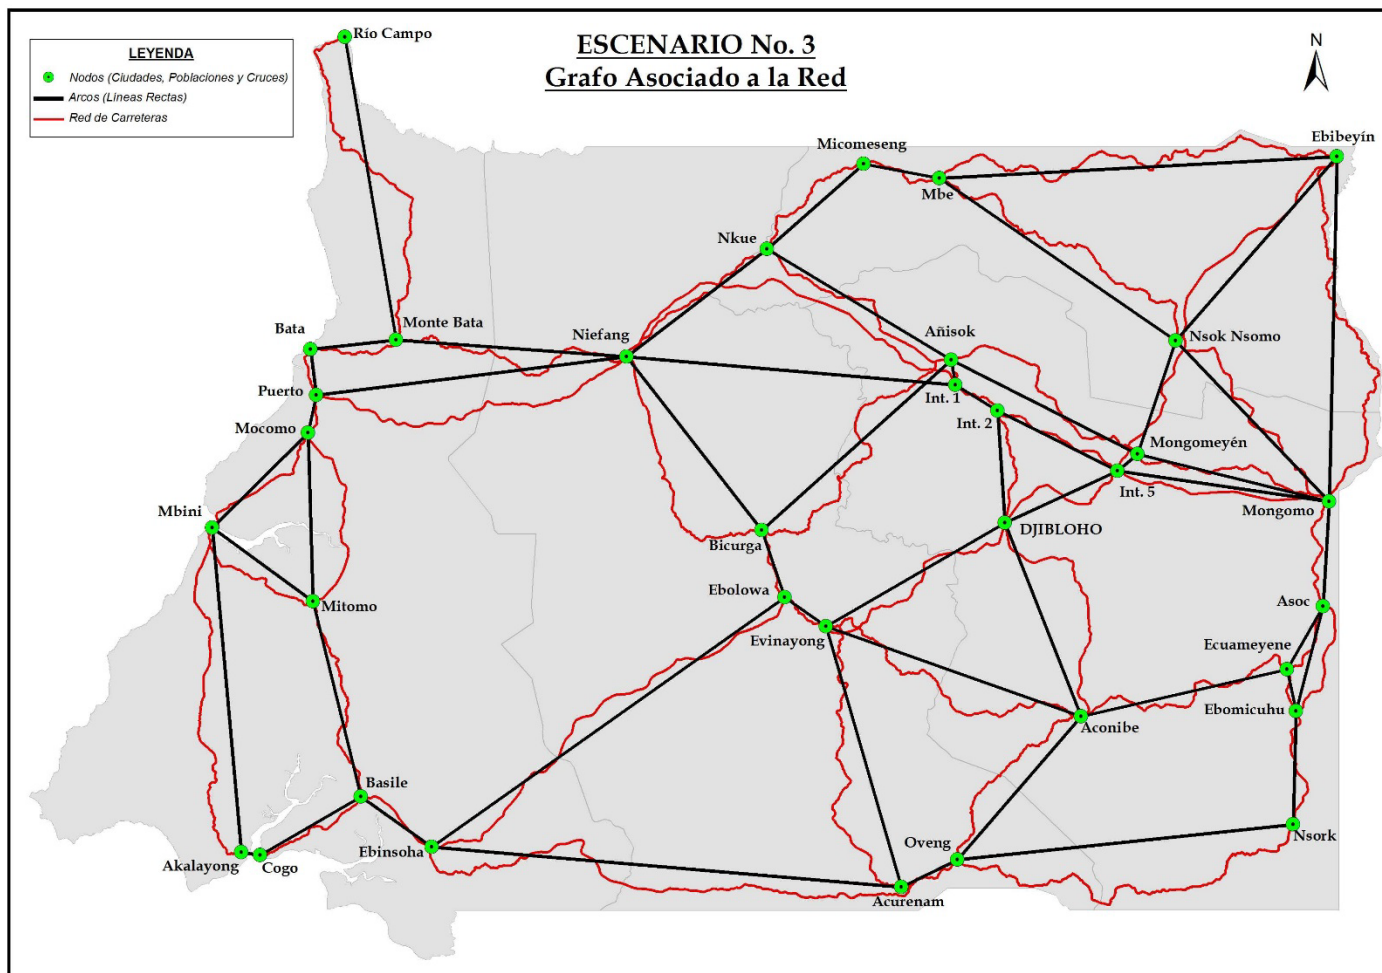 Río Campo
ESCENARIO No. 3
Grafo Asociado a la Red
N
LEYENDA
Nodos (Ciudades, Poblaciones y Cruces)
Arcos (Líneas Rectas)
Red de Carreteras
Ebibeyín
Micomeseng
Mbe
Nkue
Bata
Monte Bata
Niefang
Añisok
Nsok Nsomo
Puerto
Int. 1
Int. 2
Mocomo
Mongomeyén
Int. 5
Mbini
Mongomo
DJIBLOHO
Bicurga
Ebolowa
Mitomo
Asoc
Evinayong
Ecuameyene
Ebomicuhu
Aconibe
Basile
Nsork
Oveng
Ebinsoha
Akalayong
Cogo
Acurenam